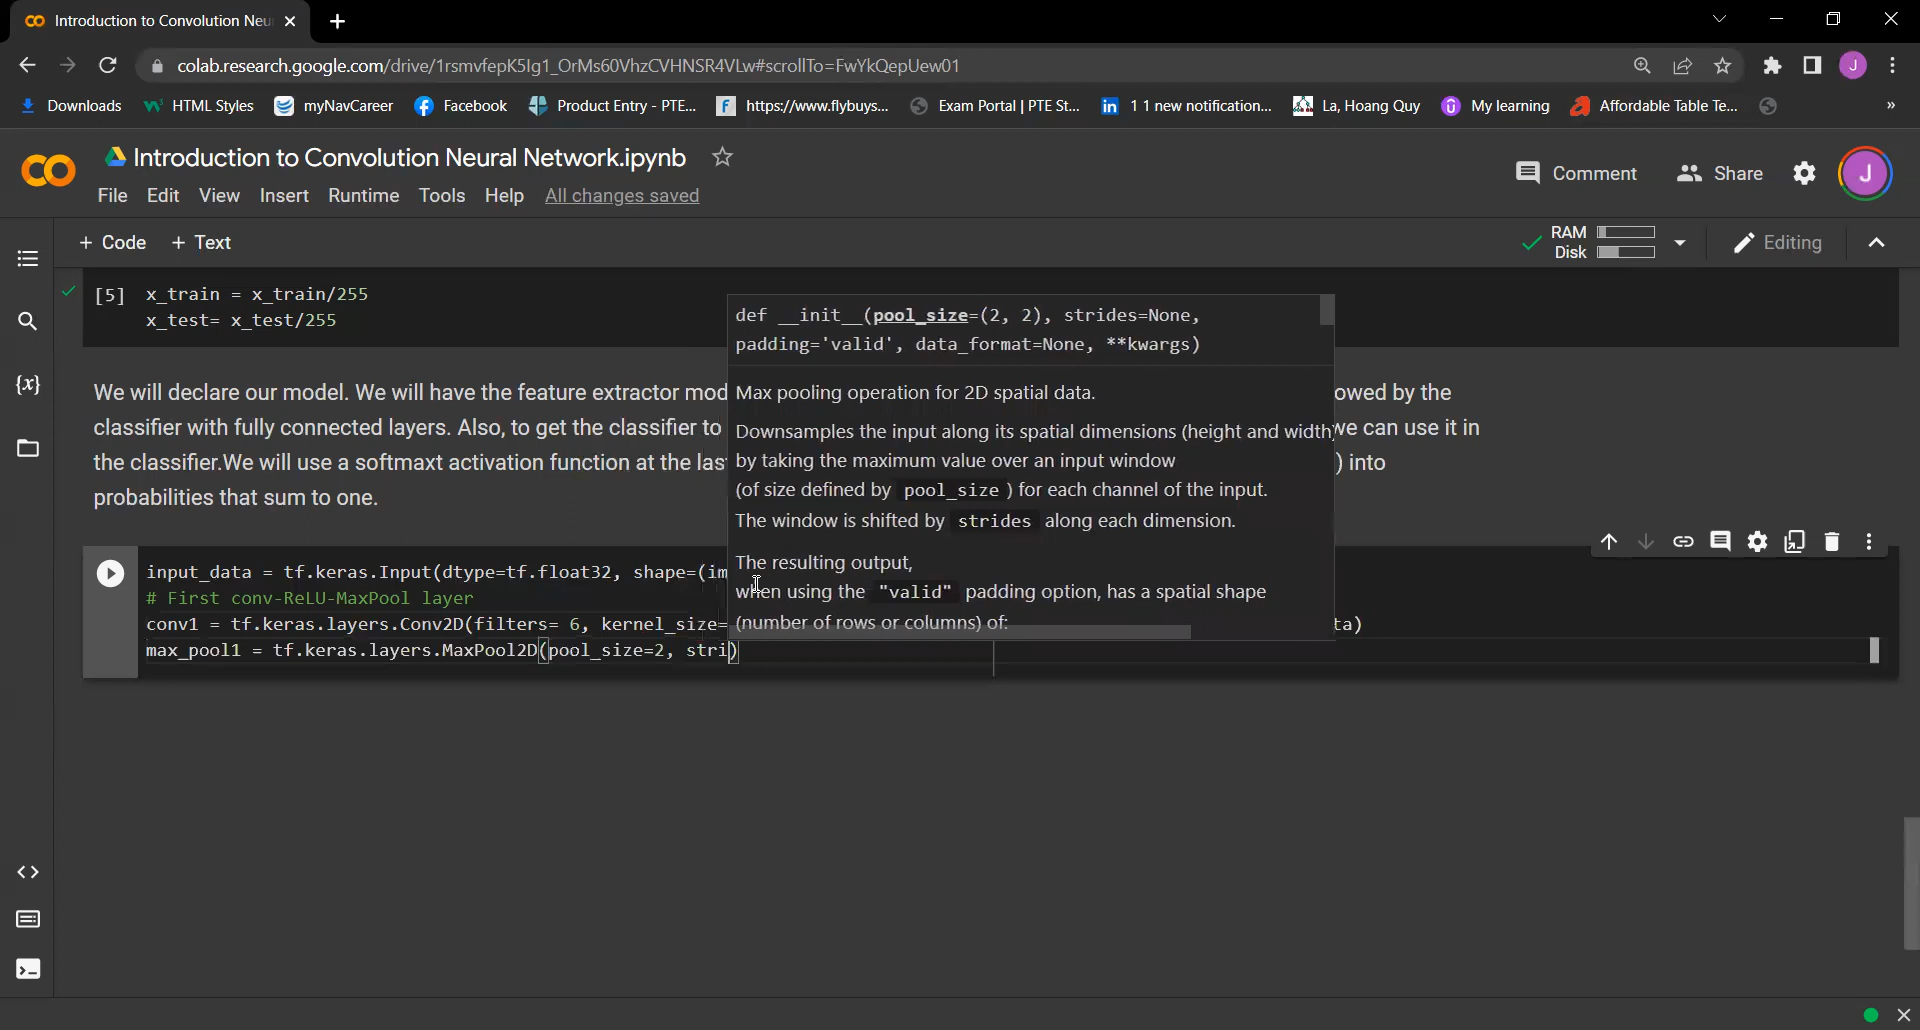 Introduction to Convolution Neu
colab.research.google.com/drive/1rsmvfepK5Ig1_OrMs60VhzCVHNSR4VLw#scrollTo=FwYkQepUew01
J
Downloads
HTML Styles
myNavCareer
Facebook
Product Entry - PTE...
https://www.flybuys...
Exam Portal | PTE St...
1 1 new notification...
La, Hoang Quy
My learning
Affordable Table Te...
»
Introduction to Convolution Neural Network.ipynb
Comment
Share
J
File Edit View Insert Runtime Tools Help All changes saved
+ Code + Text
RAM
Disk
Editing
[5] x_train = x_train/255
x_test= x_test/255
def __init__(pool_size=(2, 2), strides=None,
padding='valid', data_format=None, **kwargs)
Max pooling operation for 2D spatial data.
Downsamples the input along its spatial dimensions (height and width)
by taking the maximum value over an input window
(of size defined by pool_size ) for each channel of the input.
The window is shifted by strides along each dimension.
The resulting output,
when using the "valid" padding option, has a spatial shape
(number of rows or columns) of:
We will declare our model. We will have the feature extractor mod owed by the
classifier with fully connected layers. Also, to get the classifier to we can use it in
the classifier.We will use a softmaxt activation function at the las ) into
probabilities that sum to one.
input_data = tf.keras.Input(dtype=tf.float32, shape=(im
# First conv-ReLU-MaxPool layer
conv1 = tf.keras.layers.Conv2D(filters= 6, kernel_size= ta)
max_pool1 = tf.keras.layers.MaxPool2D(pool_size=2, stri)